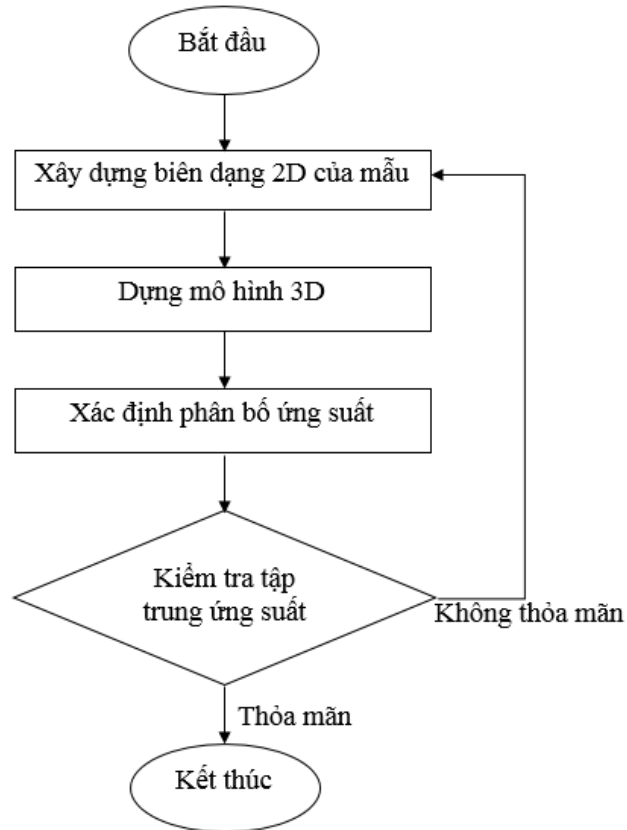 Bắt đầu
Xây dựng biên dạng 2D của mẫu
Dựng mô hình 3D
Xác định phân bố ứng suất
Kiểm tra tập
trung ứng suất
Không thỏa mãn
Thỏa mãn
Kết thúc